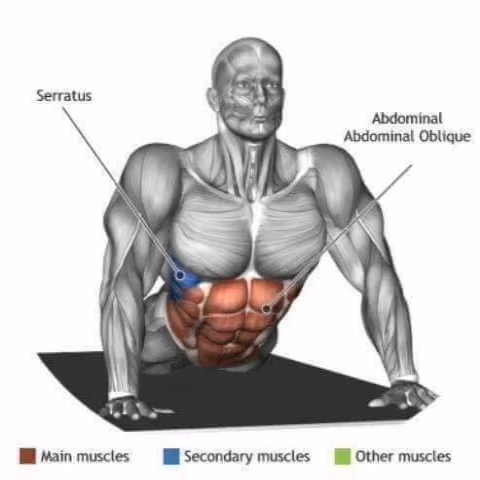 Serratus
Abdominal
Abdominal Oblique
Main muscles
Secondary muscles
Other muscles